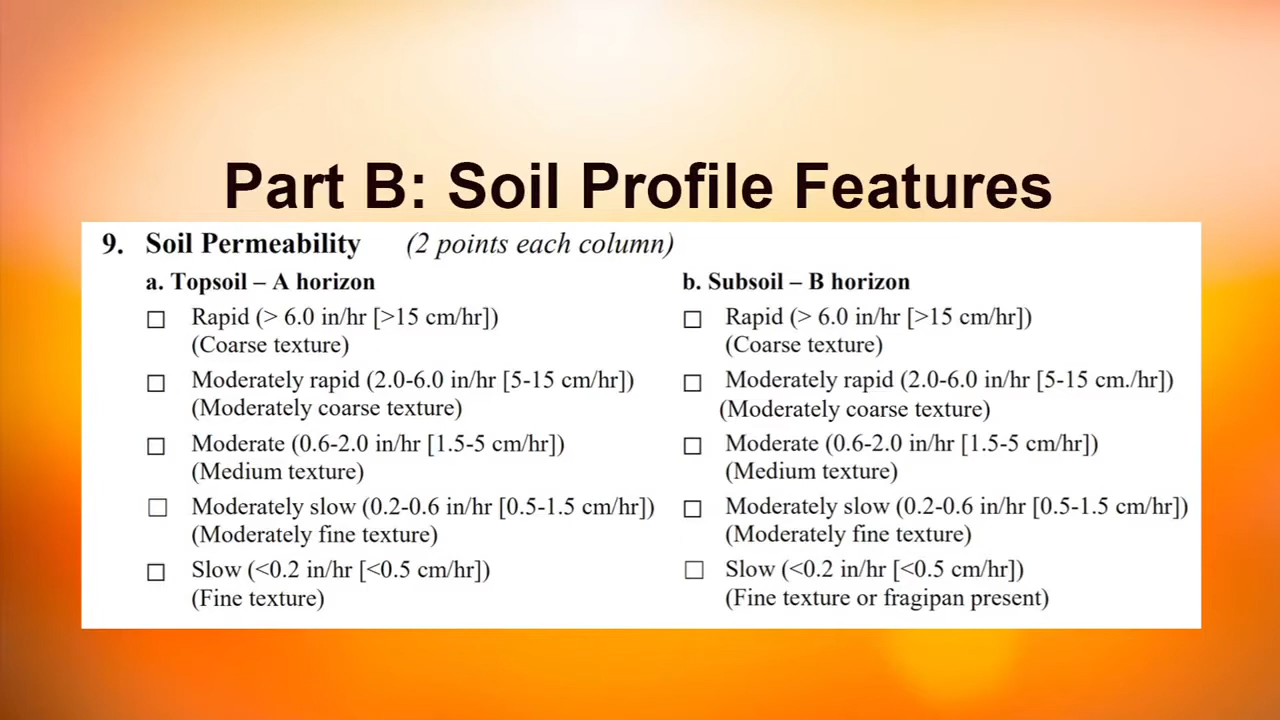 Part B: Soil Profile Features
9. Soil Permeability (2 points each column)
a. Topsoil – A horizon
Rapid (> 6.0 in/hr [>15 cm/hr])
(Coarse texture)
Moderately rapid (2.0-6.0 in/hr [5-15 cm/hr])
(Moderately coarse texture)
Moderate (0.6-2.0 in/hr [1.5-5 cm/hr])
(Medium texture)
Moderately slow (0.2-0.6 in/hr [0.5-1.5 cm/hr])
(Moderately fine texture)
Slow (<0.2 in/hr [<0.5 cm/hr])
(Fine texture)
b. Subsoil – B horizon
Rapid (> 6.0 in/hr [>15 cm/hr])
(Coarse texture)
Moderately rapid (2.0-6.0 in/hr [5-15 cm./hr])
(Moderately coarse texture)
Moderate (0.6-2.0 in/hr [1.5-5 cm/hr])
(Medium texture)
Moderately slow (0.2-0.6 in/hr [0.5-1.5 cm/hr])
(Moderately fine texture)
Slow (<0.2 in/hr [<0.5 cm/hr])
(Fine texture or fragipan present)